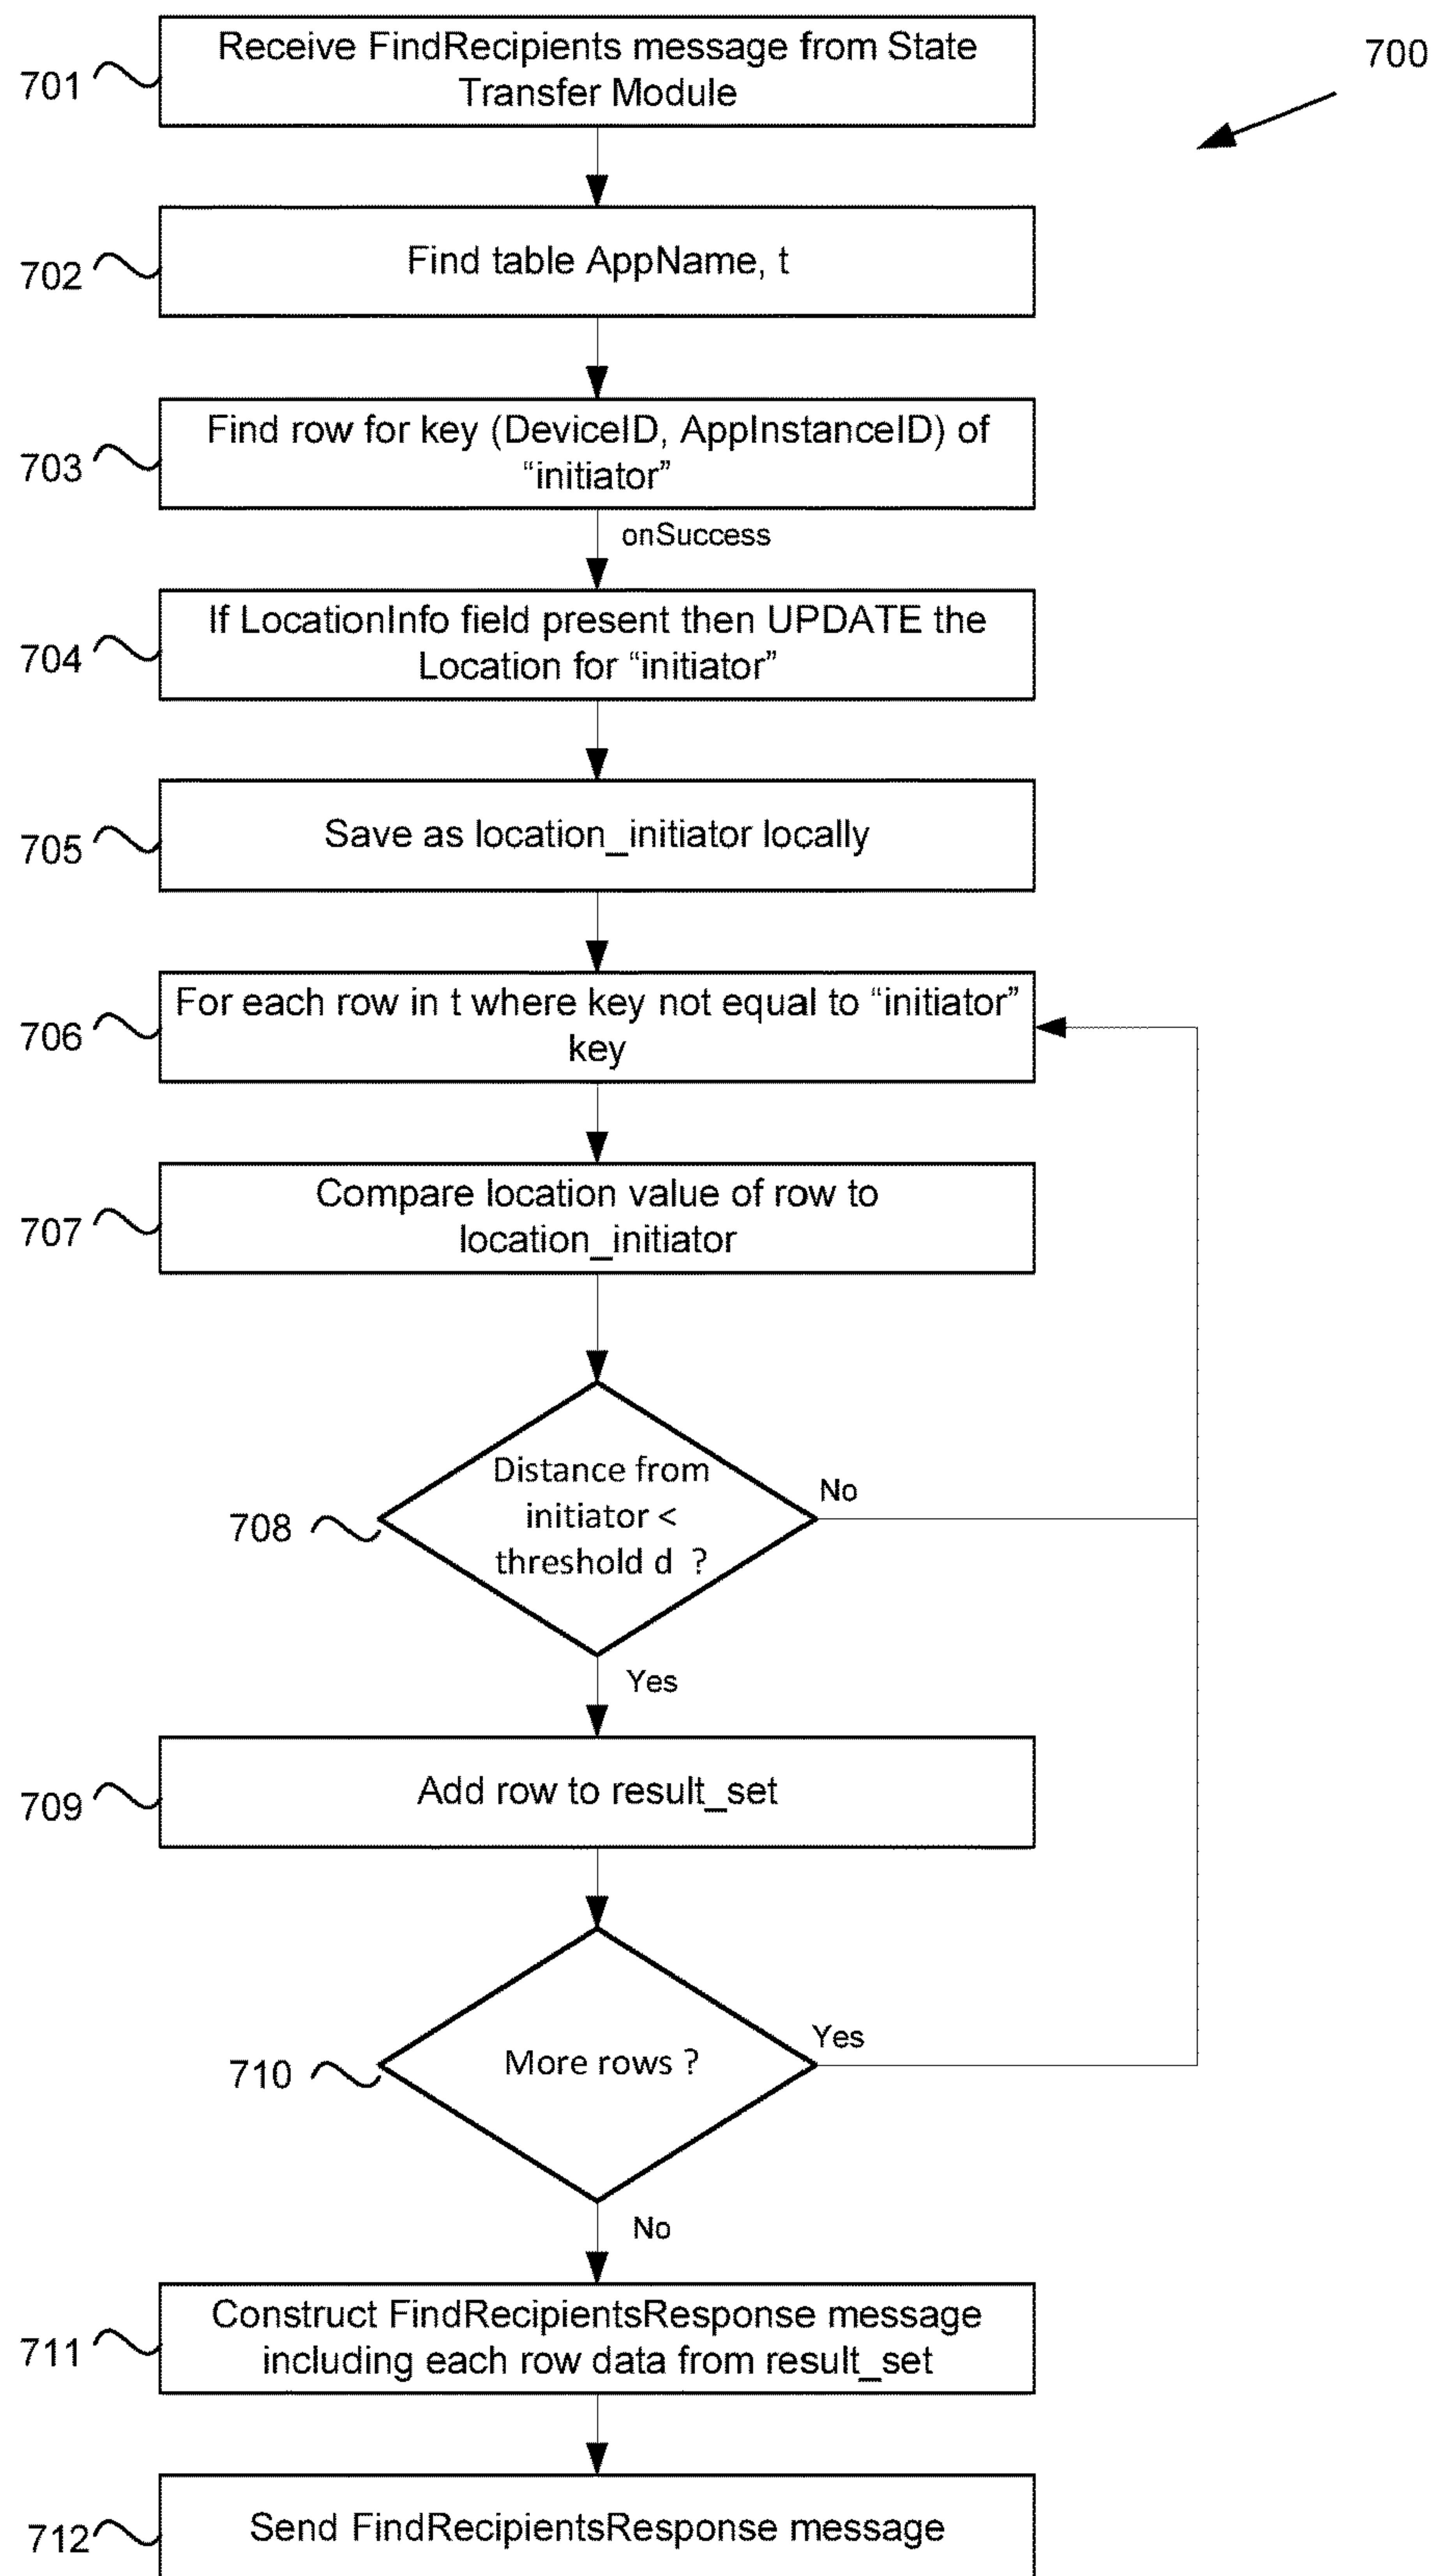 700
Receive FindRecipients message from State
Transfer Module
701
Find table AppName, t
702
Find row for key (DeviceID, AppInstanceID) of
“initiator”
703
onSuccess
If LocationInfo field present then UPDATE the
Location for “initiator”
704
Save as location_initiator locally
705
For each row in t where key not equal to “initiator”
key
706
Compare location value of row to
location_initiator
707
Distance from
initiator <
threshold d ?
No
708
Yes
Add row to result_set
709
More rows ?
Yes
710
No
Construct FindRecipientsResponse message
including each row data from result_set
711
Send FindRecipientsResponse message
712